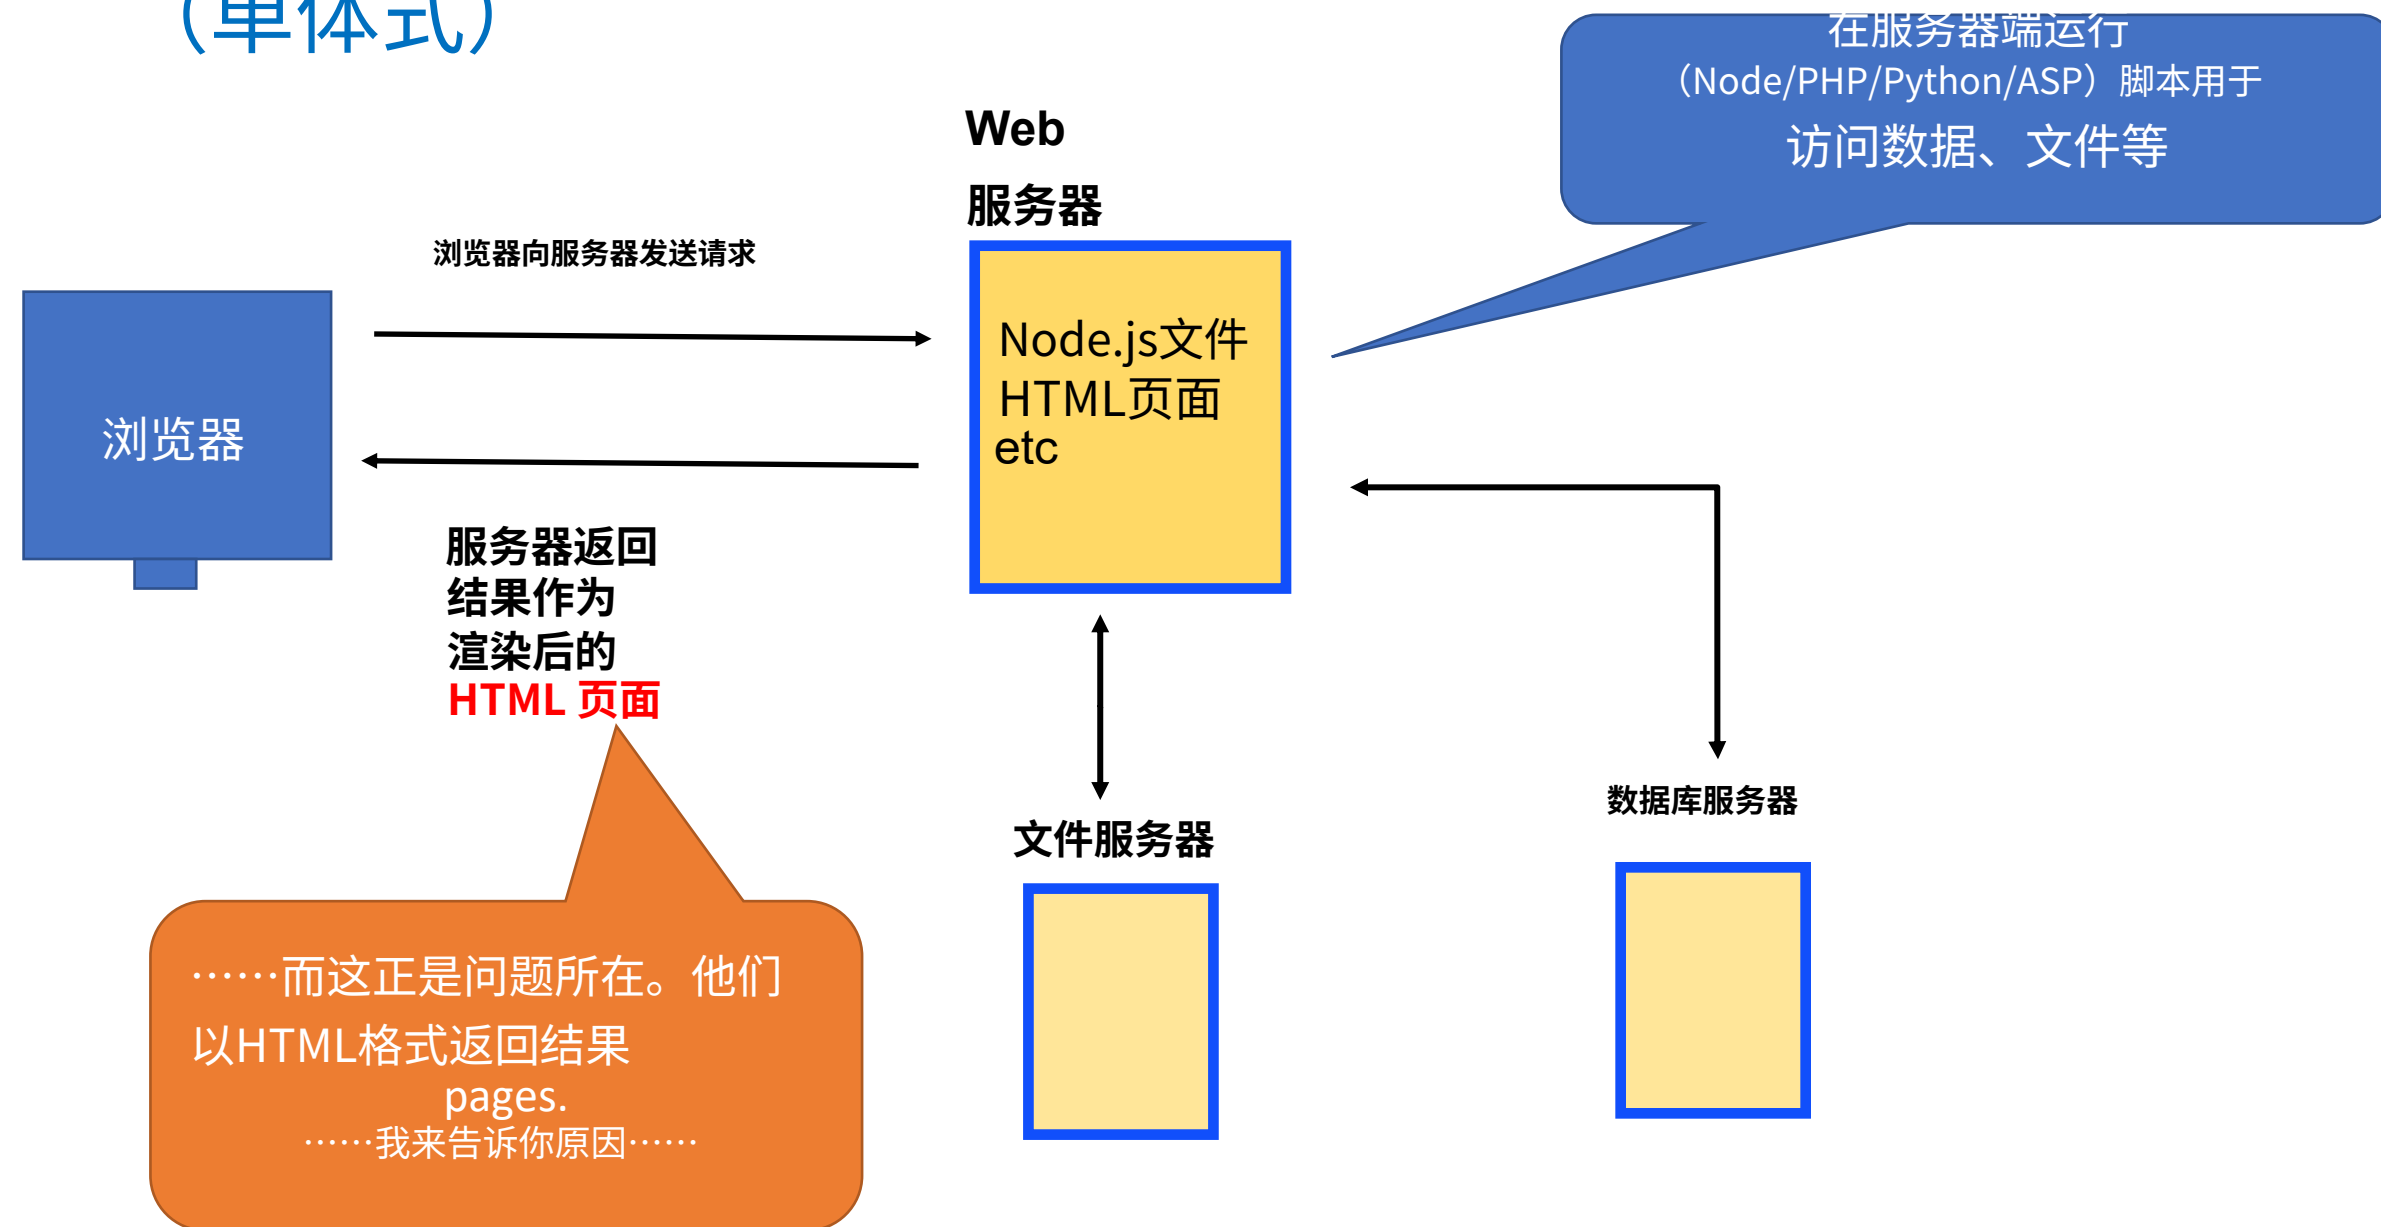 （单体式）
在服务器端运行
（Node/PHP/Python/ASP）脚本用于
访问数据、文件等
Web
服务器
浏览器向服务器发送请求
Node.js文件
HTML页面
etc
浏览器
服务器返回
结果作为
渲染后的
HTML 页面
数据库服务器
文件服务器
……而这正是问题所在。他们
以HTML格式返回结果
pages.
……我来告诉你原因……